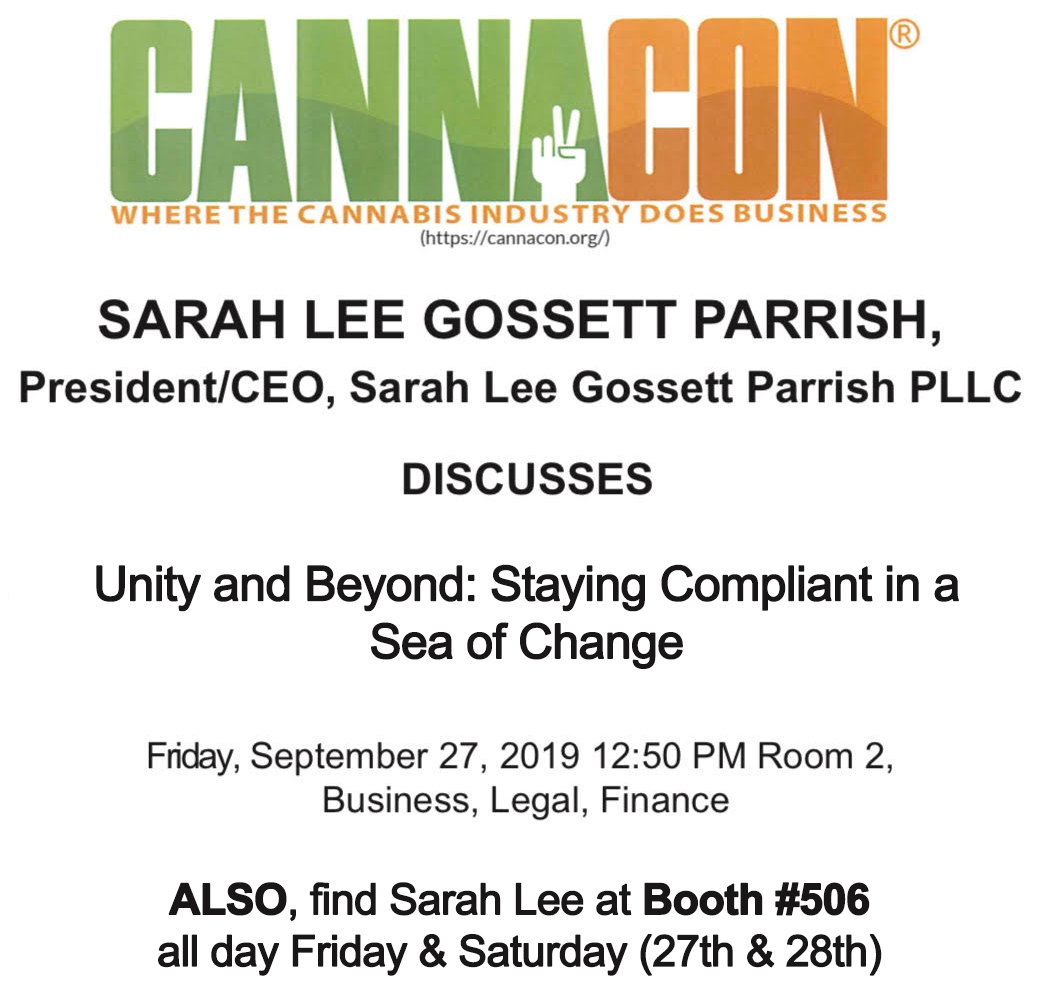 CANNACON®
WHERE THE CANNABIS INDUSTRY DOES BUSINESS
(https://cannacon.org/)
SARAH LEE GOSSETT PARRISH,
President/CEO, Sarah Lee Gossett Parrish PLLC
DISCUSSES
Unity and Beyond: Staying Compliant in a
Sea of Change
Friday, September 27, 2019 12:50 PM Room 2,
Business, Legal, Finance
ALSO, find Sarah Lee at Booth #506
all day Friday & Saturday (27th & 28th)